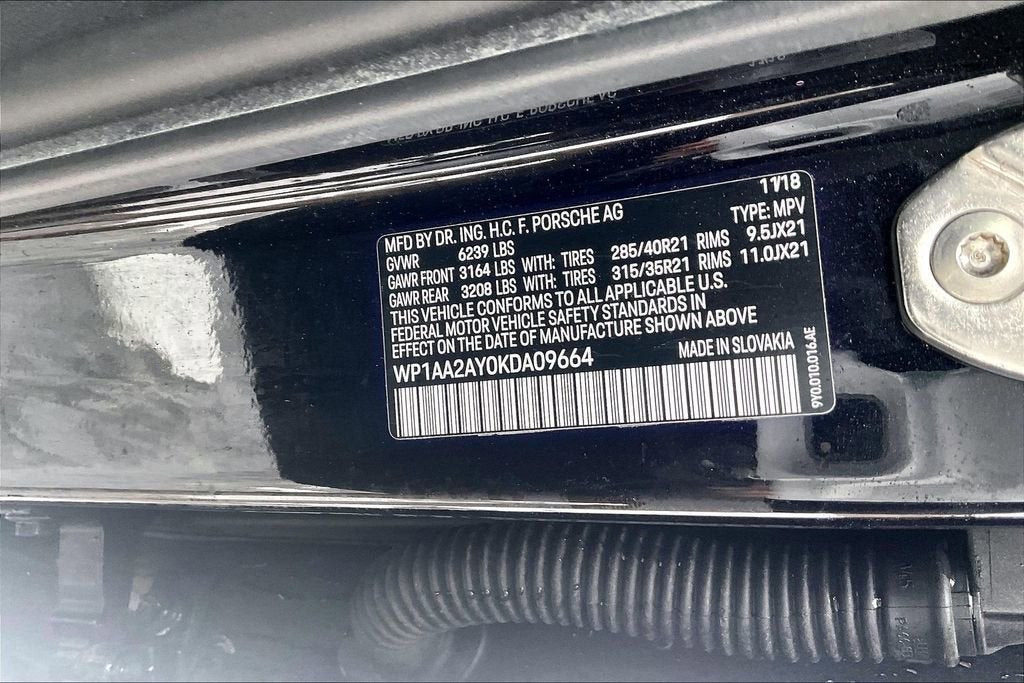 11/18
MFD BY DR. ING. H.C. F. PORSCHE AG TYPE: MPV
GVWR 6239 LBS
GAWR FRONT 3164 LBS WITH: TIRES 285/40R21 RIMS 9.5JX21
GAWR REAR 3208 LBS WITH: TIRES 315/35R21 RIMS 11.0JX21
THIS VEHICLE CONFORMS TO ALL APPLICABLE U.S.
FEDERAL MOTOR VEHICLE SAFETY STANDARDS IN
EFFECT ON THE DATE OF MANUFACTURE SHOWN ABOVE
WP1AA2AY0KDA09664 MADE IN SLOVAKIA
9Y0.010.016.AE